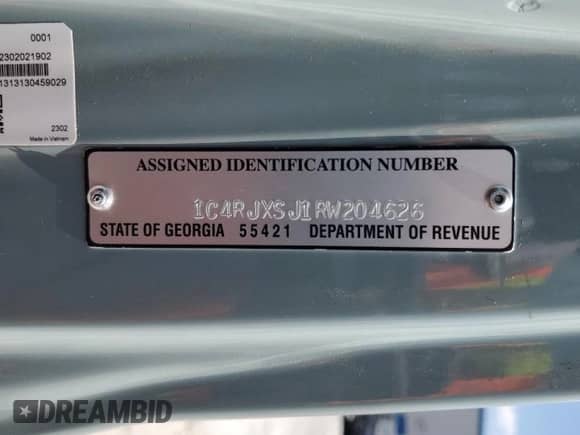 0001
2302021902
1313130459029
2302
Made in Vietnam
ASSIGNED IDENTIFICATION NUMBER
1C4RJXSJ1RW204626
STATE OF GEORGIA 55421 DEPARTMENT OF REVENUE
DREAMBID